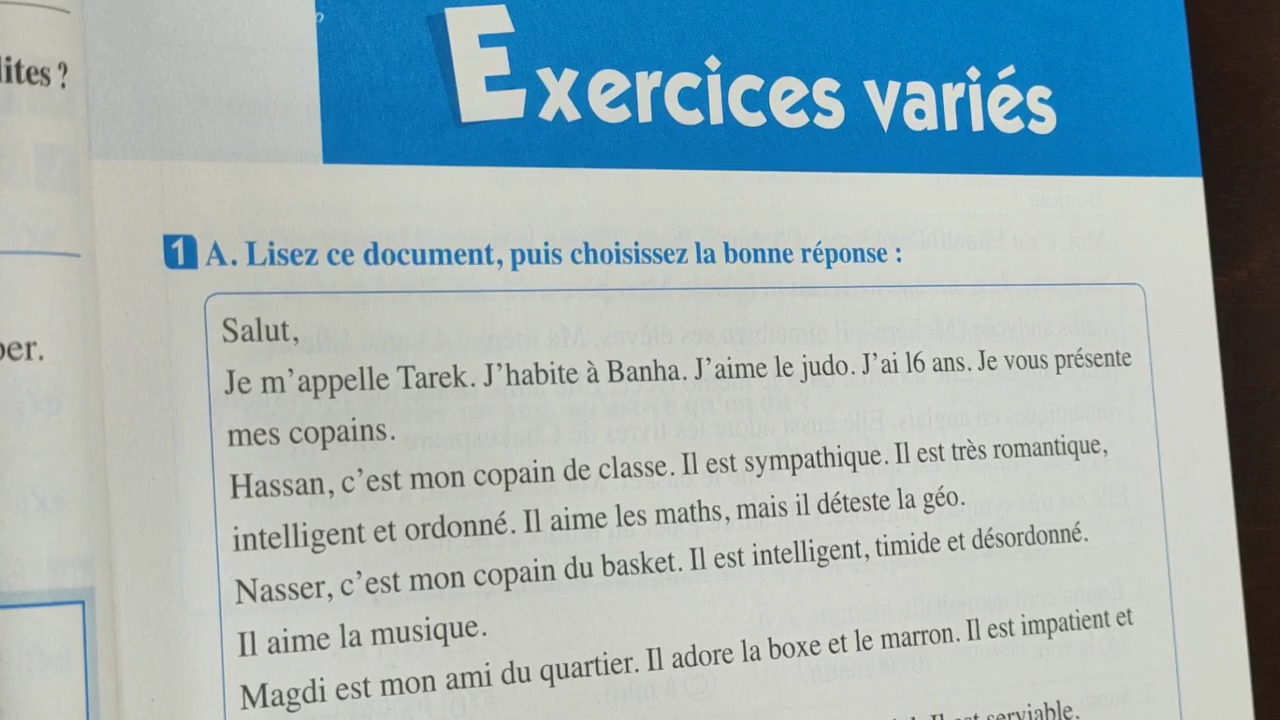 Exercices variés
lites ?
1 A. Lisez ce document, puis choisissez la bonne réponse :
Salut,
Je m'appelle Tarek. J'habite à Banha. J'aime le judo. J'ai 16 ans. Je vous présente
mes copains.
Hassan, c'est mon copain de classe. Il est sympathique. Il est très romantique,
intelligent et ordonné. Il aime les maths, mais il déteste la géo.
Nasser, c'est mon copain du basket. Il est intelligent, timide et désordonné.
Il aime la musique.
Magdi est mon ami du quartier. Il adore la boxe et le marron. Il est impatient et
Il est serviable.